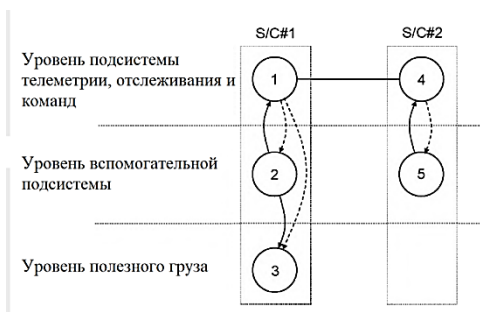 S/C#1
S/C#2
Уровень подсистемы
телеметрии, отслеживания и
команд
1
4
Уровень вспомогательной
подсистемы
2
5
Уровень полезного груза
3